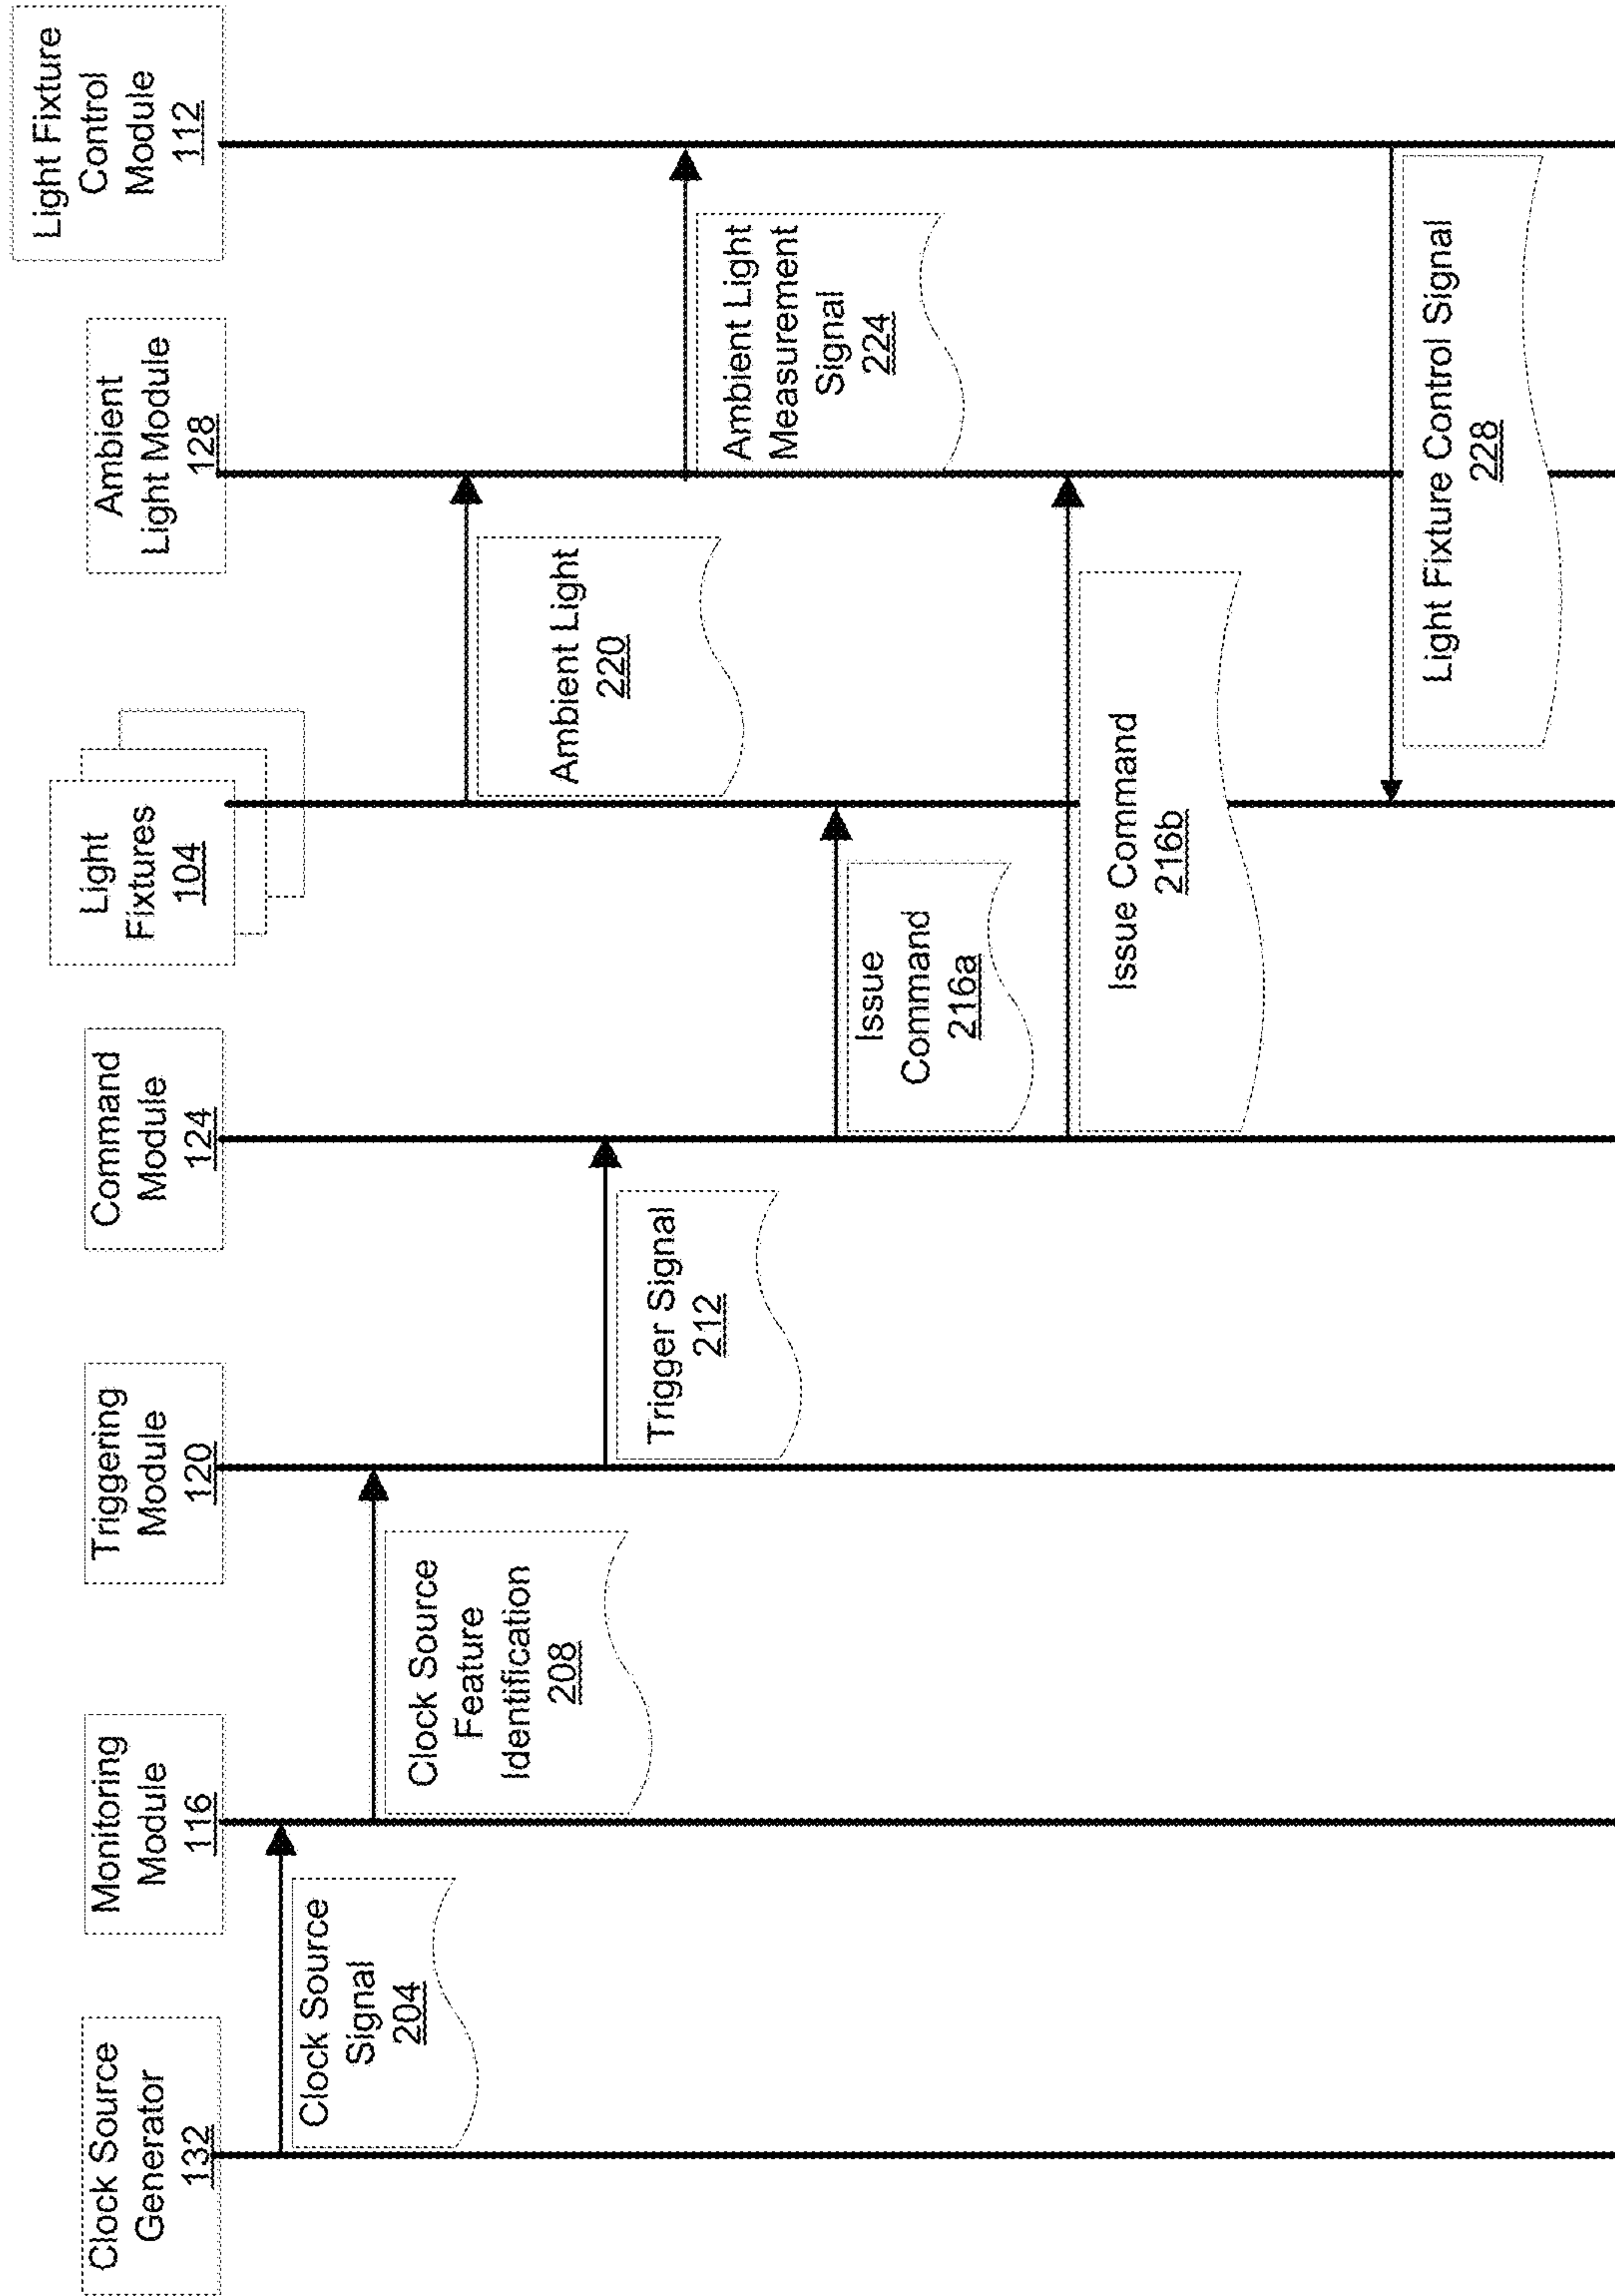 Clock Source
Generator
132
Monitoring
Module
116
Triggering
Module
120
Command
Module
124
Light
Fixtures
104
Ambient
Light Module
128
Light Fixture
Control
Module
112
Clock Source
Signal
204
Clock Source
Feature
Identification
208
Trigger Signal
212
Issue
Command
216a
Issue Command
216b
Ambient Light
220
Ambient Light
Measurement
Signal
224
Light Fixture Control Signal
228